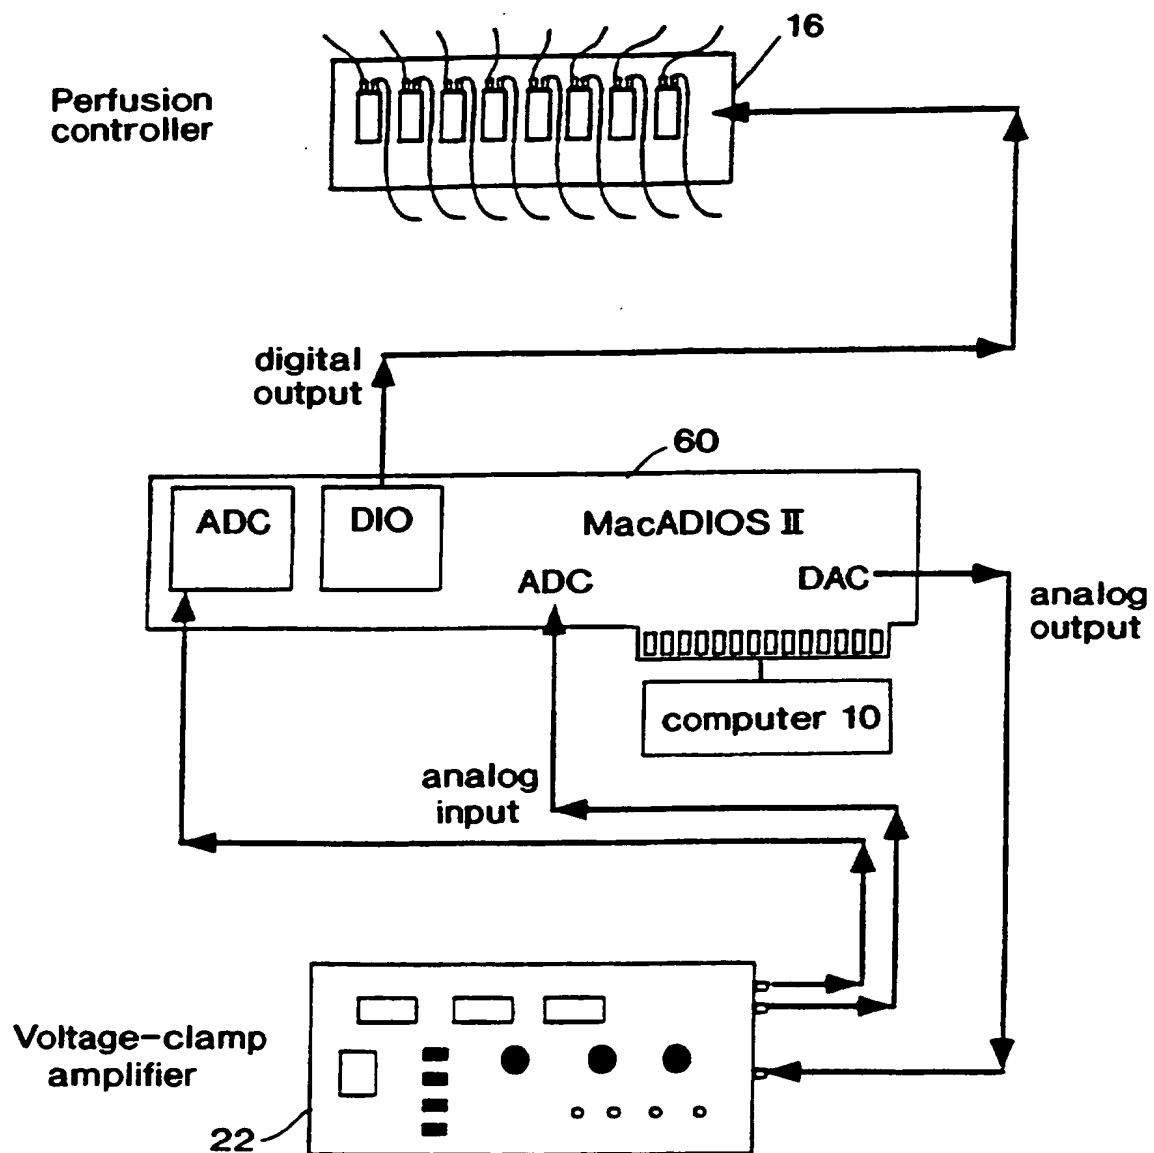 16
Perfusion
controller
digital
output
60
ADC
DIO
MacADIOS II
ADC
DAC
analog
output
computer 10
analog
input
Voltage-clamp
amplifier
22